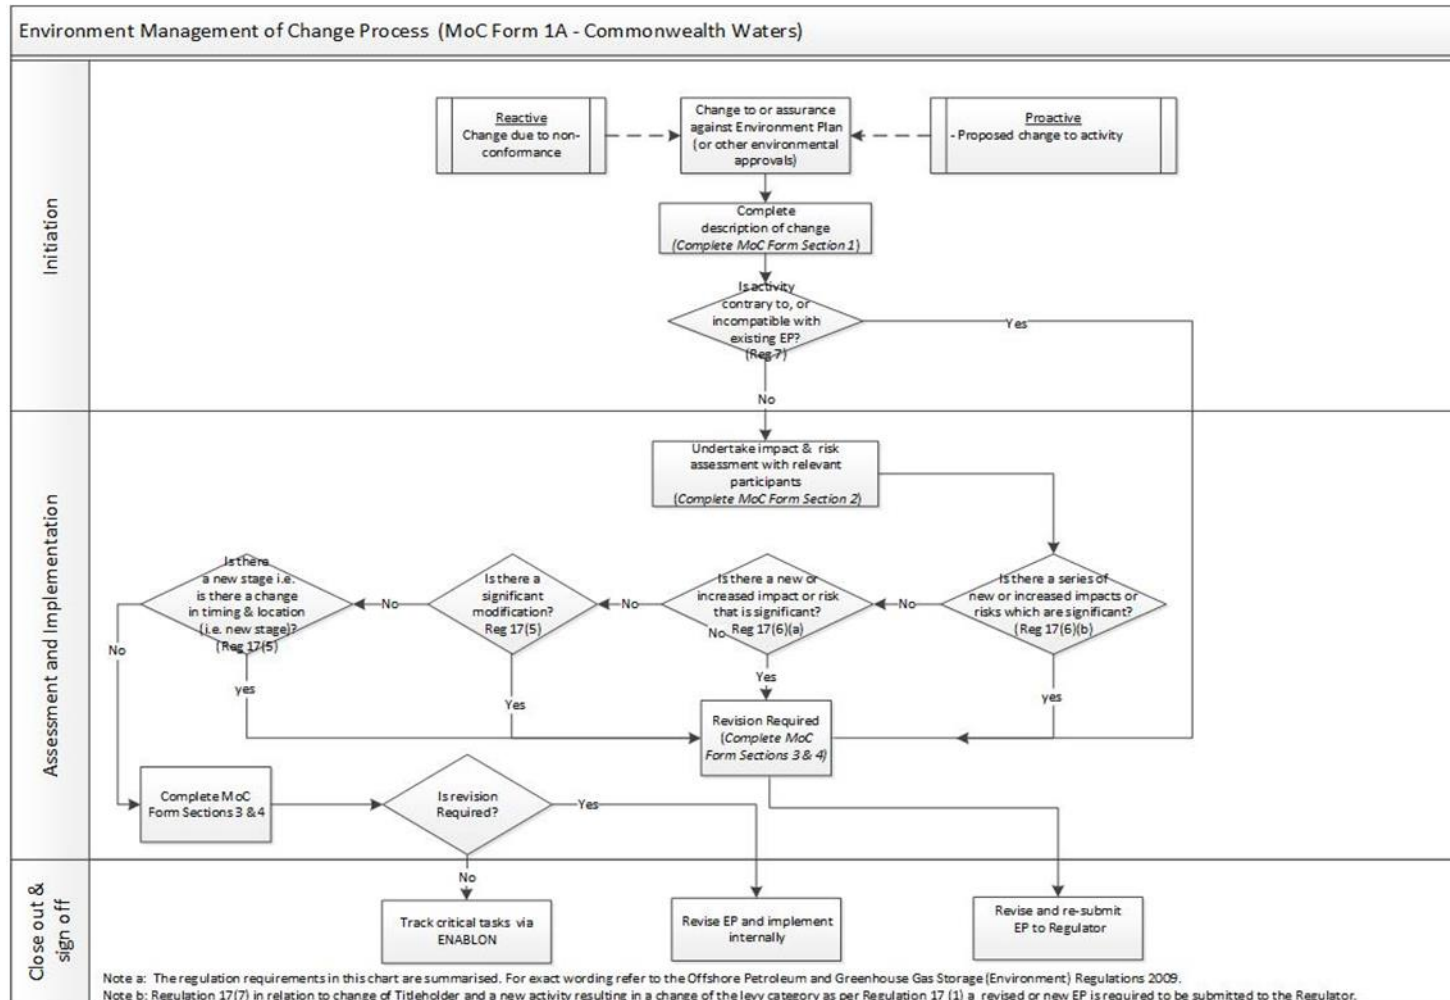 Environment Management of Change Process (MoC Form 1A - Commonwealth Waters)
Initiation
Reactive
Change due to non-
conformance
Change to or assurance
against Environment Plan
(or other environmental
approvals)
Proactive
- Proposed change to activity
Complete
description of change
(Complete MoC Form Section 1)
Is activity
contrary to, or
incompatible with
existing EP?
(Reg 7)
Yes
No
Assessment and Implementation
Undertake impact & risk
assessment with relevant
participants
(Complete MoC Form Section 2)
Is there
a new stage i.e.
is there a change
in timing & location
(i.e. new stage)?
(Reg 17(5)
No
Is there a
significant
modification?
Reg 17(5)
No
Is there a new or
increased impact or risk
that is significant?
No Reg 17(6)(a)
No
Is there a series of
new or increased impacts or
risks which are significant?
(Reg 17(6)(b)
No
yes
Yes
Yes
yes
Revision Required
(Complete MoC
Form Sections 3 & 4)
Complete MoC
Form Sections 3 & 4
Is revision
Required?
Yes
No
Close out &
sign off
Track critical tasks via
ENABLON
Revise EP and implement
internally
Revise and re-submit
EP to Regulator
Note a: The regulation requirements in this chart are summarised. For exact wording refer to the Offshore Petroleum and Greenhouse Gas Storage (Environment) Regulations 2009.
Note b: Regulation 17(7) in relation to change of Titleholder and a new activity resulting in a change of the levy category as per Regulation 17 (1) a revised or new EP is required to be submitted to the Regulator.